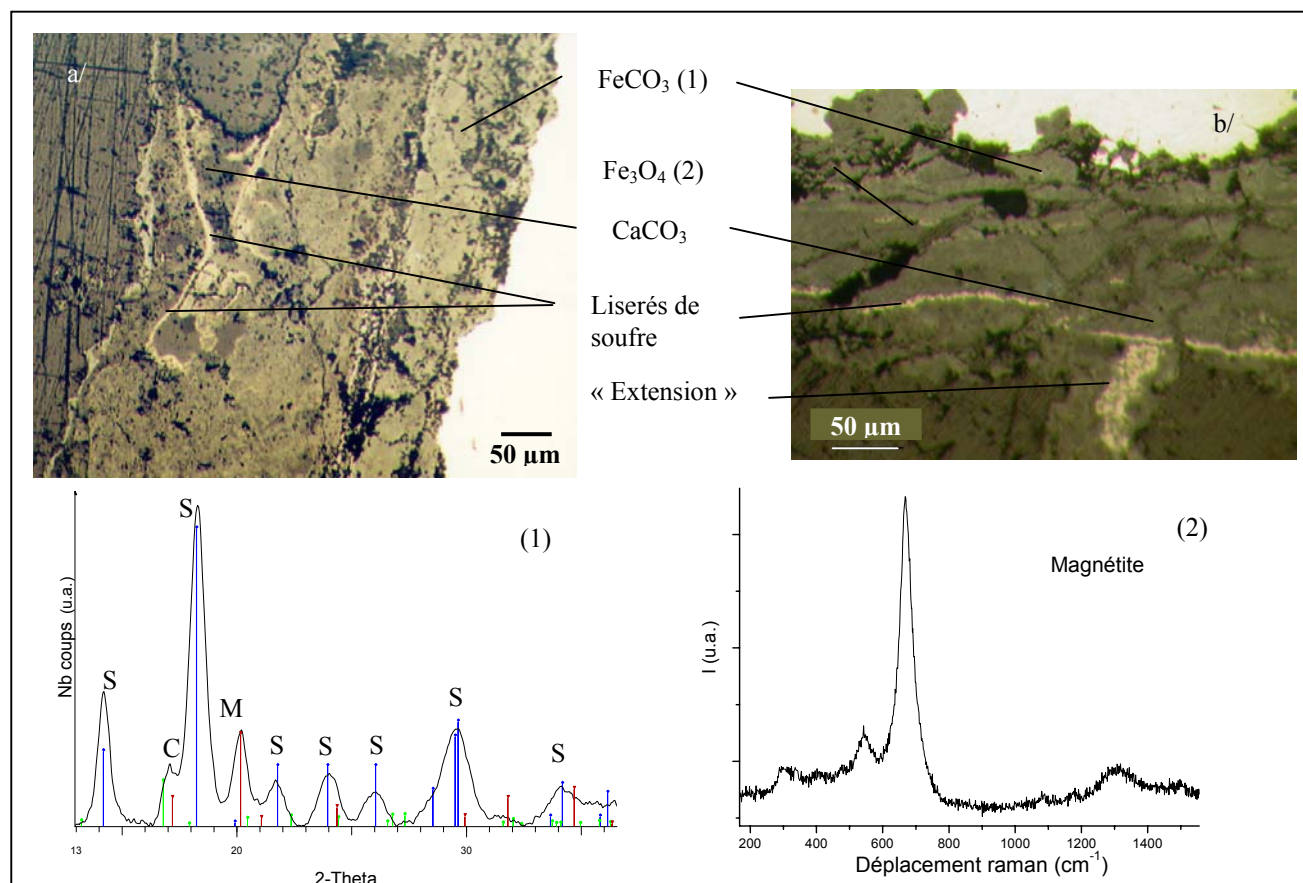 a/
FeCO₃ (1)
b/
Fe₃O₄ (2)
CaCO₃
Liserés de
soufre
« Extension »
50 µm
50 µm
S
S
C
M
S
S
S
S
S
(1)
Nb coups (u.a.)
13
20
30
2-Theta
(2)
Magnétite
I (u.a.)
200
400
600
800
1000
1200
1400
Déplacement raman (cm⁻¹)